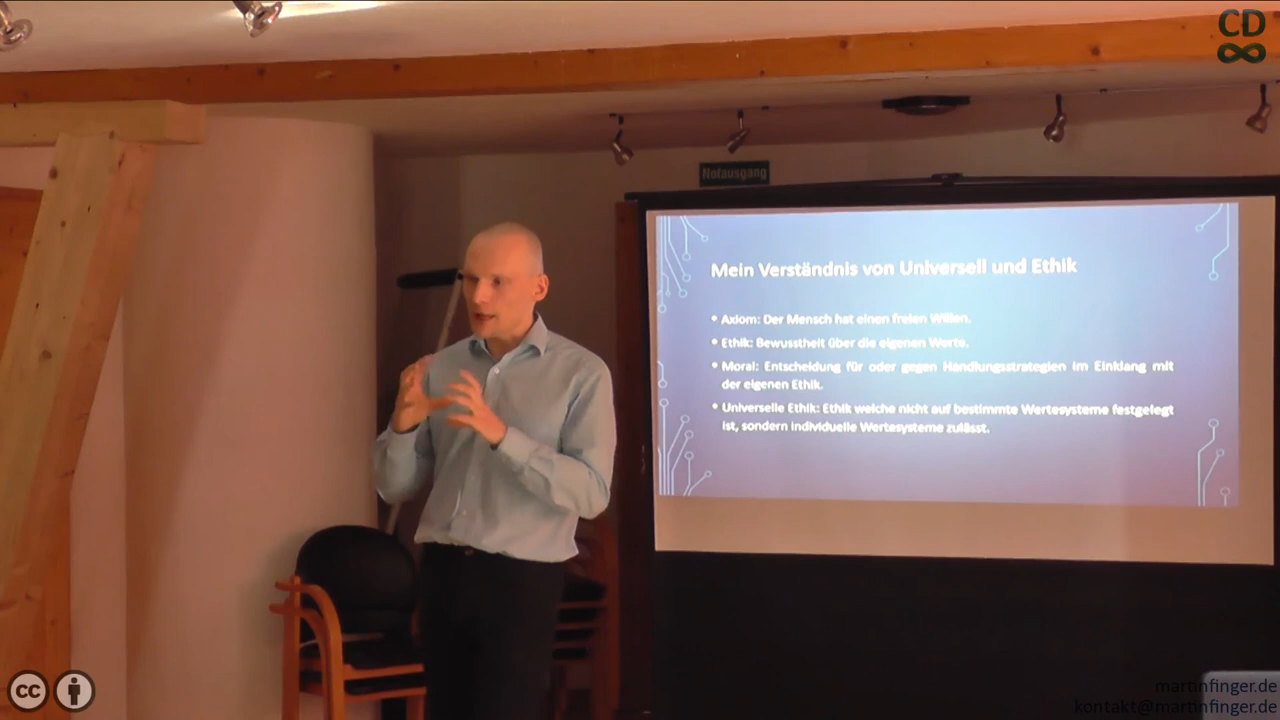 CD
Notausgang
Mein Verständnis von Universell und Ethik
• Axiom: Der Mensch hat einen freien Willen.
• Ethik: Bewusstheit über die eigenen Werte.
• Moral: Entscheidung für oder gegen Handlungsstrategien im Einklang mit
der eigenen Ethik.
• Universelle Ethik: Ethik welche nicht auf bestimmte Wertesysteme festgelegt
ist, sondern individuelle Wertesysteme zulässt.
cc
martinfinger.de
kontakt@martinfinger.de